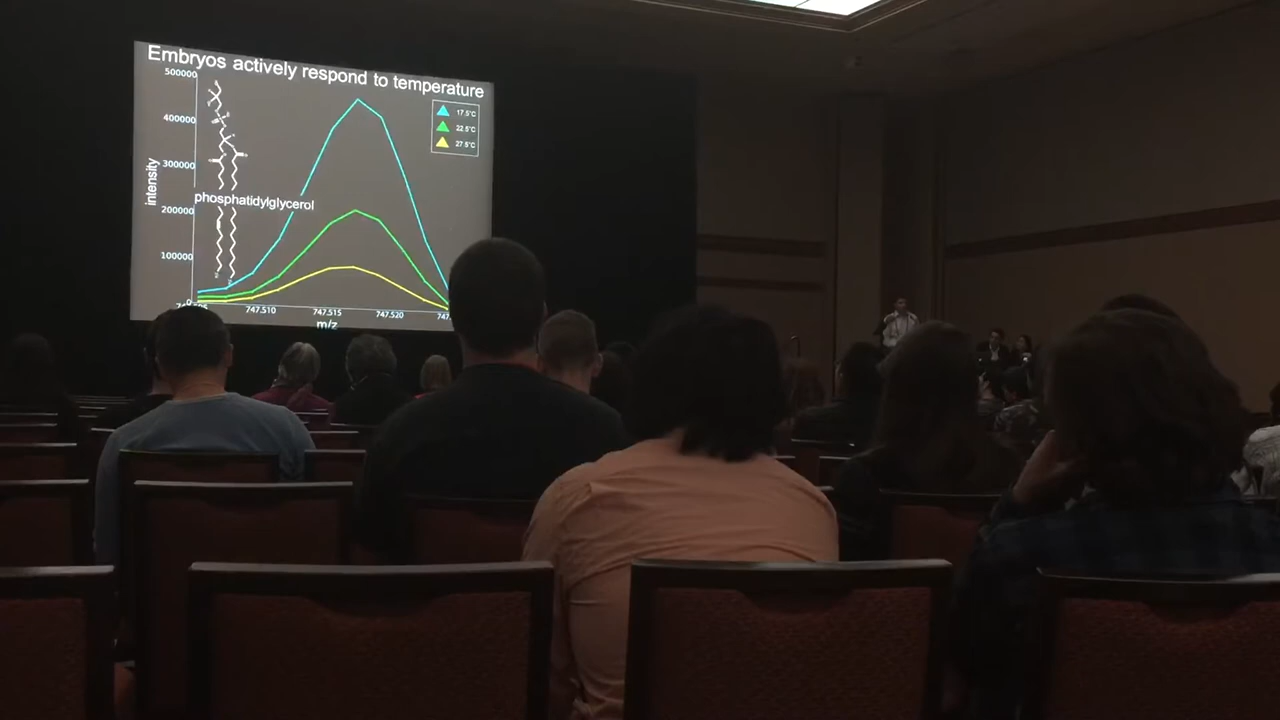 Embryos actively respond to temperature
500000
400000
300000
200000
100000
0
intensity
phosphatidylglycerol
17.5°C
22.5°C
27.5°C
747.510
747.515
747.520
m/z